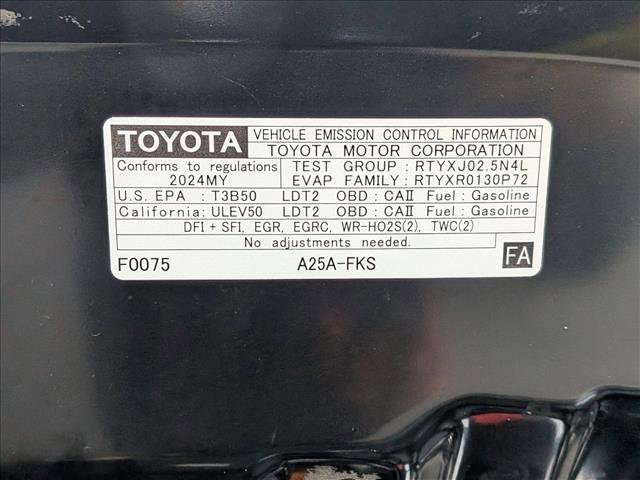 TOYOTA
VEHICLE EMISSION CONTROL INFORMATION
TOYOTA MOTOR CORPORATION
Conforms to regulations
2024MY
TEST GROUP : RTYXJ02.5N4L
EVAP FAMILY : RTYXR0130P72
U.S. EPA : T3B50 LDT2 OBD : CAⅡ Fuel : Gasoline
California : ULEV50 LDT2 OBD : CAⅡ Fuel : Gasoline
DFI + SFI, EGR, EGRC, WR-HO2S(2), TWC(2)
No adjustments needed.
F0075 A25A-FKS FA